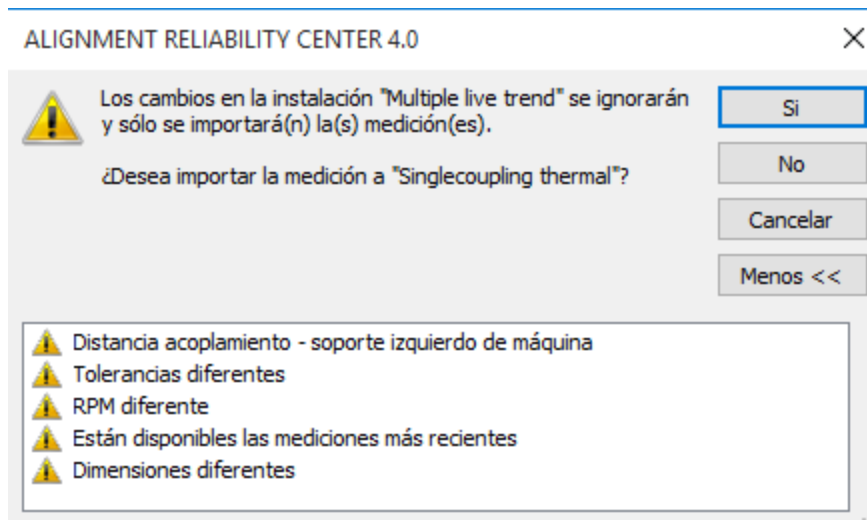 ALIGNMENT RELIABILITY CENTER 4.0
Los cambios en la instalación "Multiple live trend" se ignorarán
y sólo se importará(n) la(s) medición(es).
¿Desea importar la medición a "Singlecoupling thermal"?
Si
No
Cancelar
Menos <<
Distancia acoplamiento - soporte izquierdo de máquina
Tolerancias diferentes
RPM diferente
Están disponibles las mediciones más recientes
Dimensiones diferentes